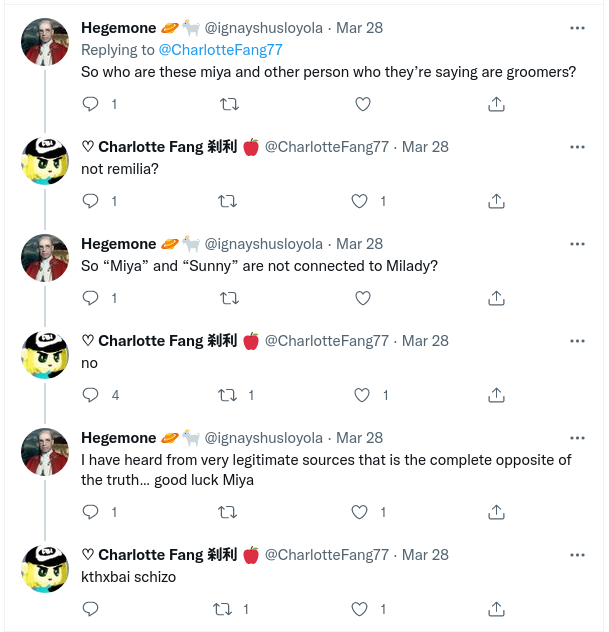 Hegemone 🪐🐐 @ignayshusloyola · Mar 28
Replying to @CharlotteFang77
So who are these miya and other person who they're saying are groomers?
1
♡ Charlotte Fang 剎利 🍎 @CharlotteFang77 · Mar 28
not remilia?
1 1
Hegemone 🪐🐐 @ignayshusloyola · Mar 28
So “Miya” and “Sunny” are not connected to Milady?
1
♡ Charlotte Fang 剎利 🍎 @CharlotteFang77 · Mar 28
no
4 1 1
Hegemone 🪐🐐 @ignayshusloyola · Mar 28
I have heard from very legitimate sources that is the complete opposite of
the truth... good luck Miya
1 1
♡ Charlotte Fang 剎利 🍎 @CharlotteFang77 · Mar 28
kthxbai schizo
1 1